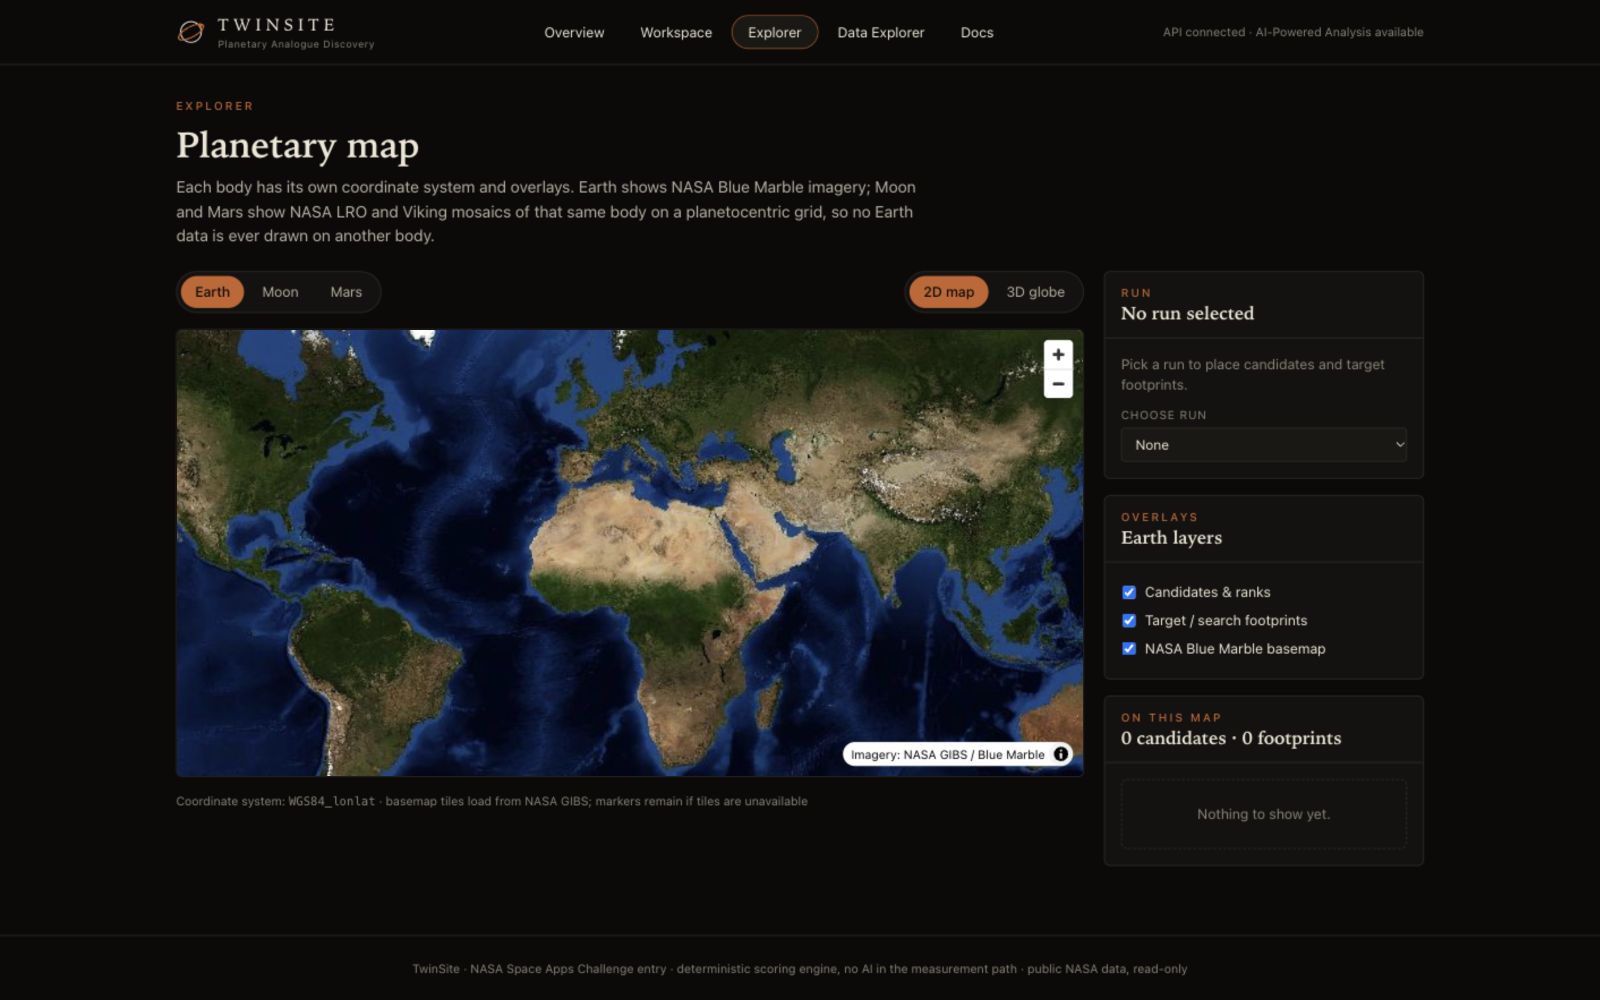 TWINSITE
Planetary Analogue Discovery
Overview
Workspace
Explorer
Data Explorer
Docs
API connected · AI-Powered Analysis available
EXPLORER
Planetary map
Each body has its own coordinate system and overlays. Earth shows NASA Blue Marble imagery; Moon
and Mars show NASA LRO and Viking mosaics of that same body on a planetocentric grid, so no Earth
data is ever drawn on another body.
Earth
Moon
Mars
2D map
3D globe
Imagery: NASA GIBS / Blue Marble
Coordinate system: WGS84_lonlat · basemap tiles load from NASA GIBS; markers remain if tiles are unavailable
RUN
No run selected
Pick a run to place candidates and target
footprints.
CHOOSE RUN
None
OVERLAYS
Earth layers
Candidates & ranks
Target / search footprints
NASA Blue Marble basemap
ON THIS MAP
0 candidates · 0 footprints
Nothing to show yet.
TwinSite · NASA Space Apps Challenge entry · deterministic scoring engine, no AI in the measurement path · public NASA data, read-only